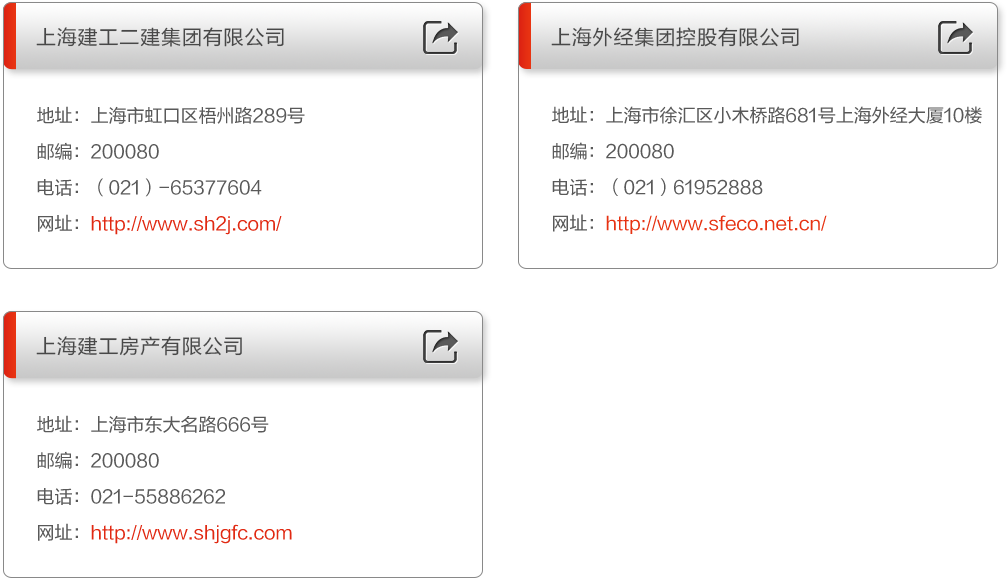 上海建工二建集团有限公司
地址：上海市虹口区梧州路289号
邮编：200080
电话：（021）-65377604
网址：http://www.sh2j.com/
上海外经集团控股有限公司
地址：上海市徐汇区小木桥路681号上海外经大厦10楼
邮编：200080
电话：（021）61952888
网址：http://www.sfeco.net.cn/
上海建工房产有限公司
地址：上海市东大名路666号
邮编：200080
电话：021-55886262
网址：http://www.shjgfc.com